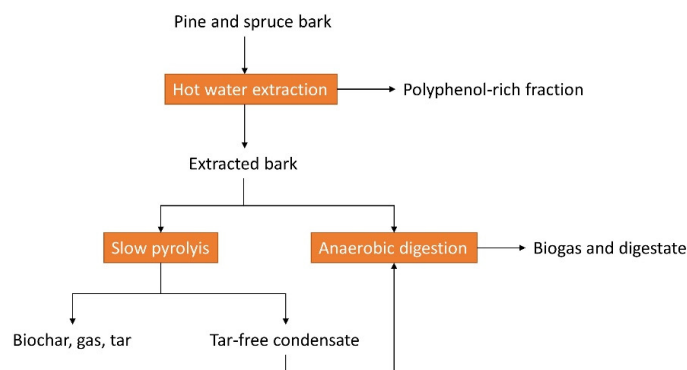 Pine and spruce bark
Hot water extraction
Polyphenol-rich fraction
Extracted bark
Slow pyrolyis
Anaerobic digestion
Biogas and digestate
Biochar, gas, tar
Tar-free condensate